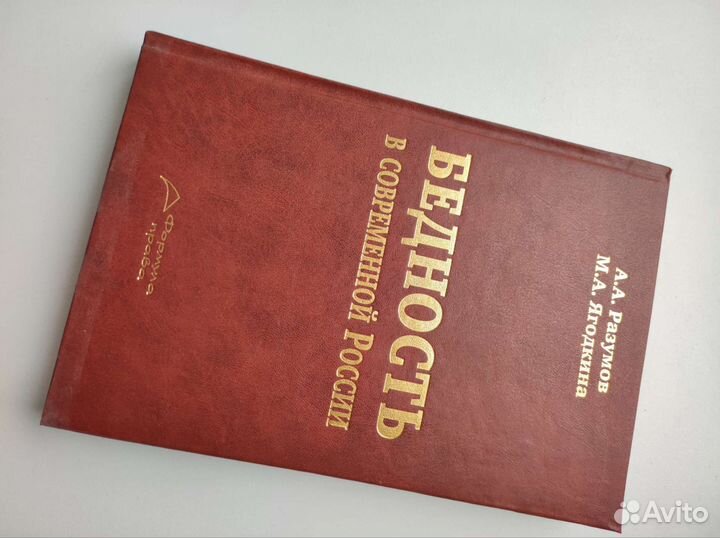 А.А. Разумов
М.А. Ягодкина
БЕДНОСТЬ
в современной России
Формула
права
Avito